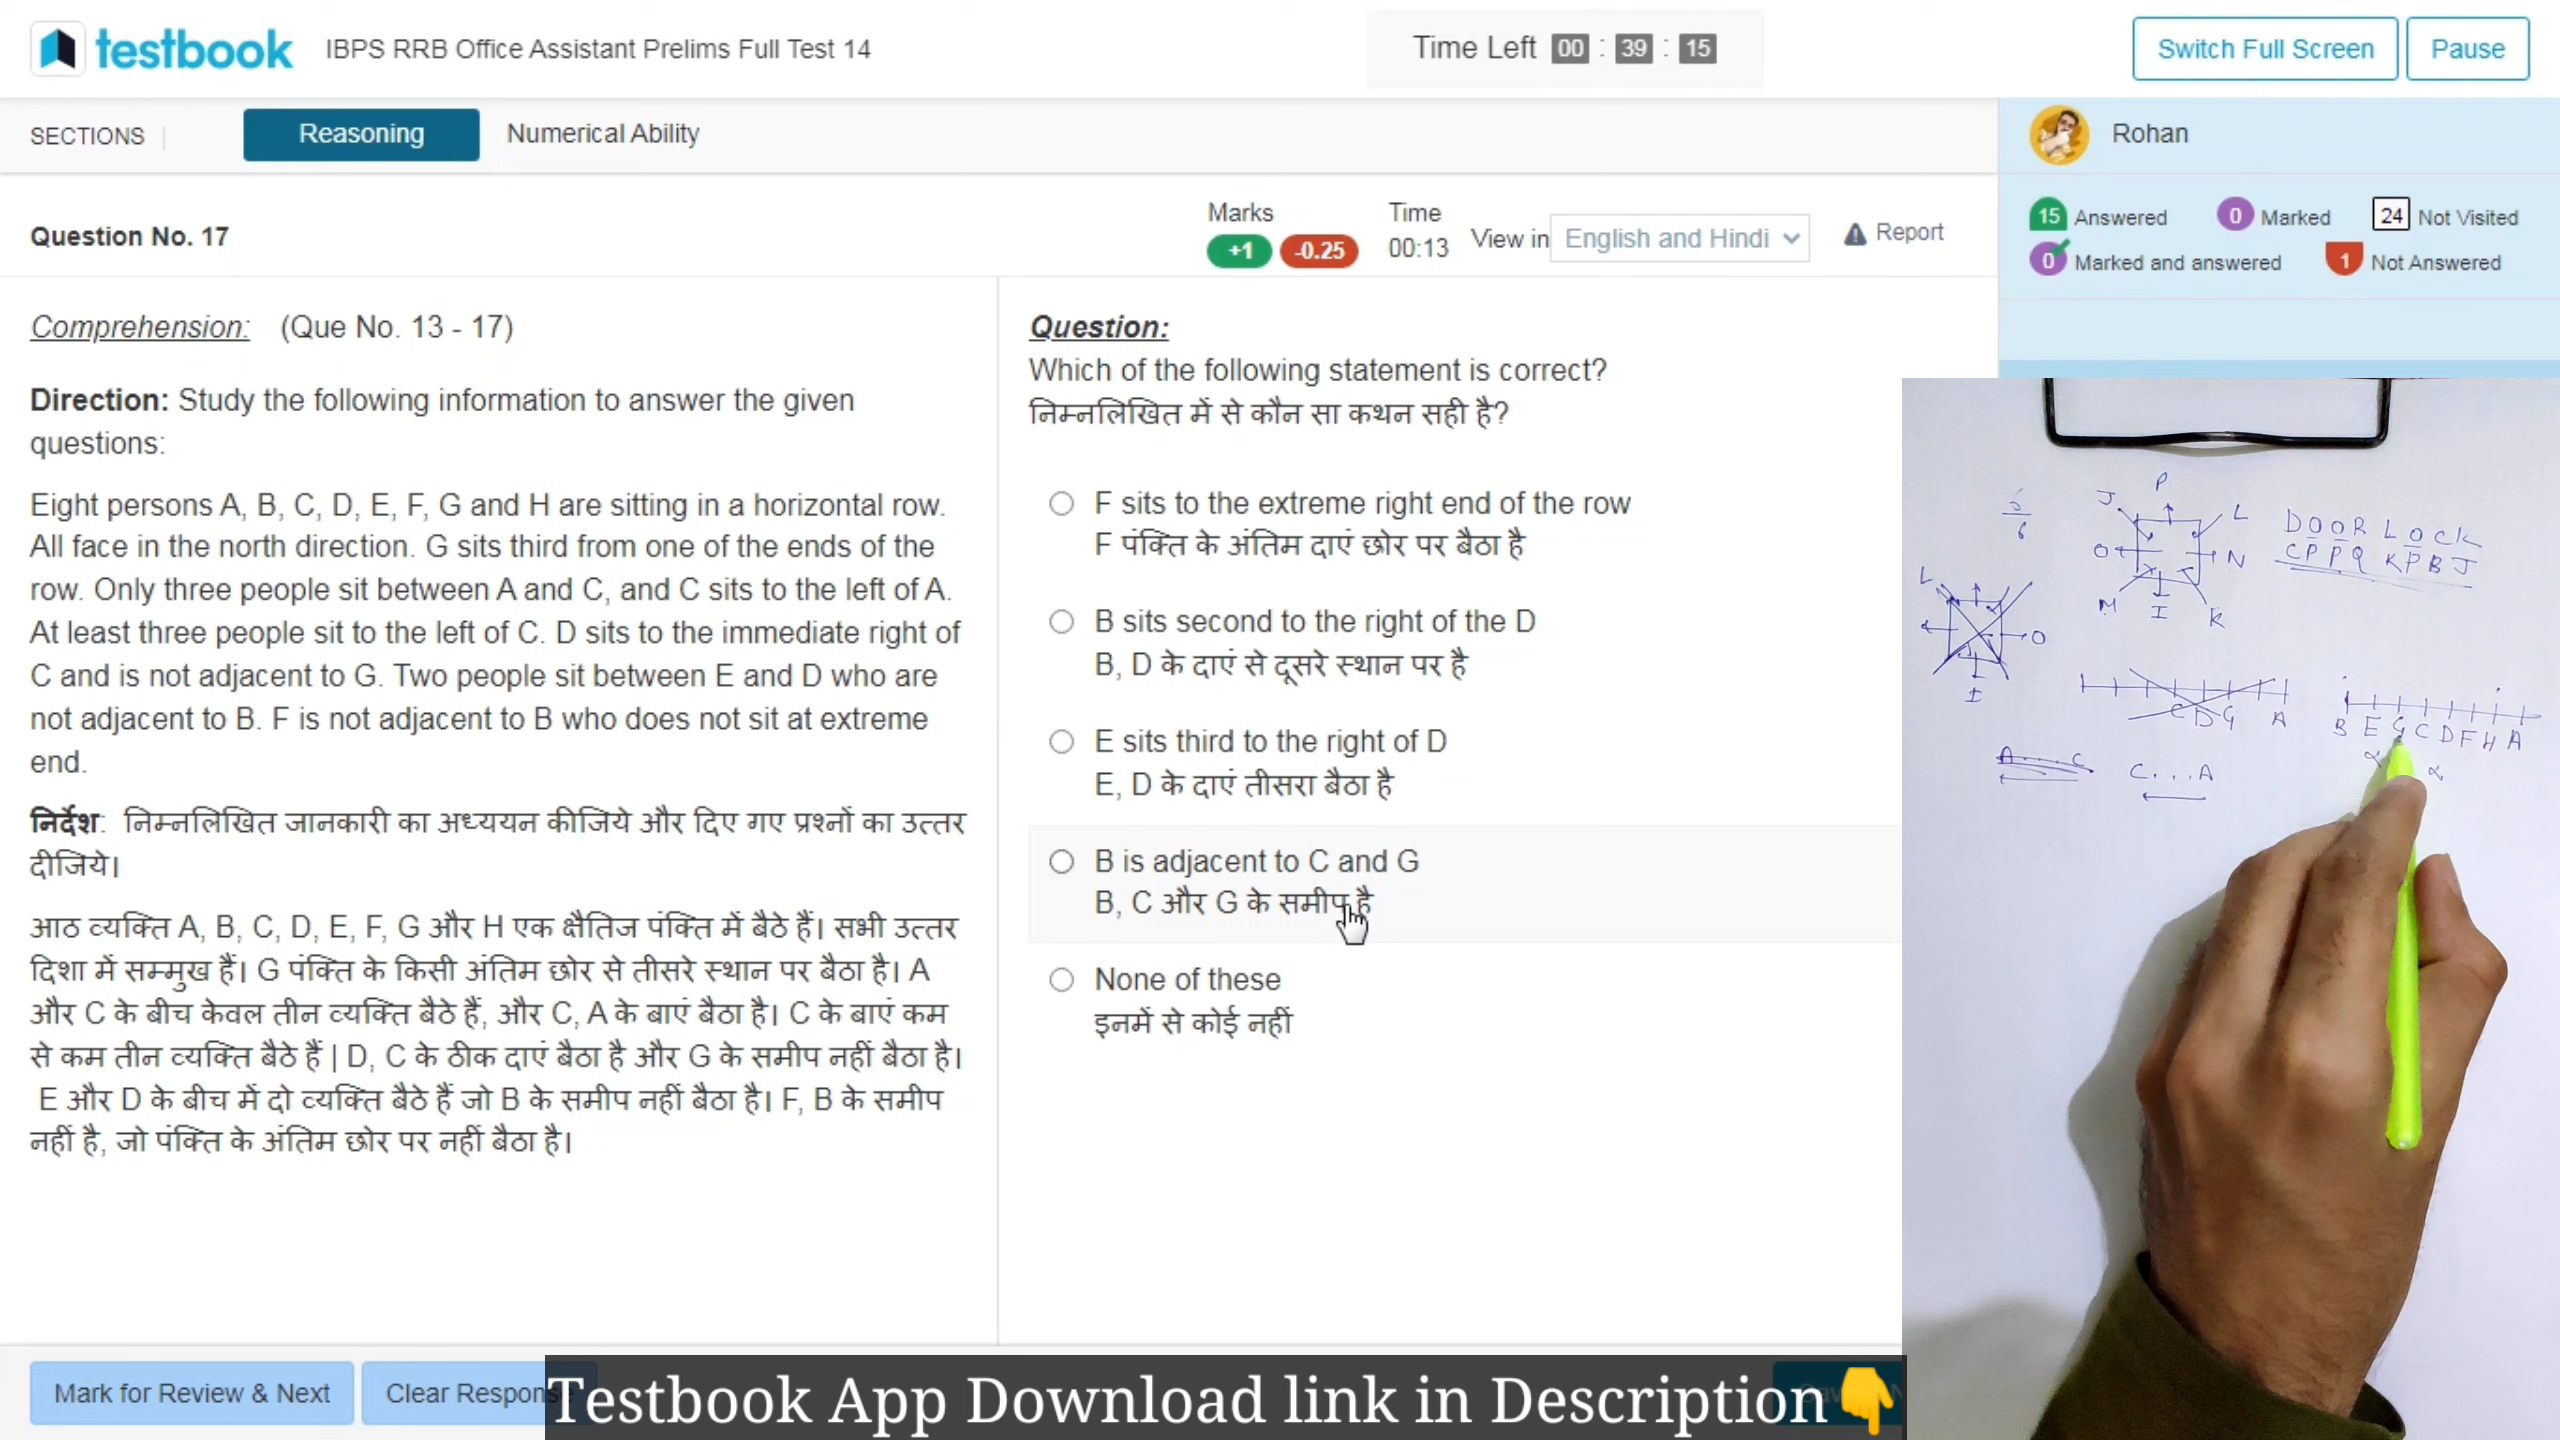 testbook
IBPS RRB Office Assistant Prelims Full Test 14
Time Left 00 : 39 : 15
Switch Full Screen
Pause
SECTIONS
Reasoning
Numerical Ability
Rohan
15 Answered
0 Marked
24 Not Visited
0 Marked and answered
1 Not Answered
Question No. 17
Marks
+1 -0.25
Time
00:13
View in English and Hindi
Report
Comprehension: (Que No. 13 - 17)
Direction: Study the following information to answer the given
questions:
Eight persons A, B, C, D, E, F, G and H are sitting in a horizontal row.
All face in the north direction. G sits third from one of the ends of the
row. Only three people sit between A and C, and C sits to the left of A.
At least three people sit to the left of C. D sits to the immediate right of
C and is not adjacent to G. Two people sit between E and D who are
not adjacent to B. F is not adjacent to B who does not sit at extreme
end.
निर्देश: निम्नलिखित जानकारी का अध्ययन कीजिये और दिए गए प्रश्नों का उत्तर
दीजिये।
आठ व्यक्ति A, B, C, D, E, F, G और H एक क्षैतिज पंक्ति में बैठे हैं। सभी उत्तर
दिशा में सम्मुख हैं। G पंक्ति के किसी अंतिम छोर से तीसरे स्थान पर बैठा है। A
और C के बीच केवल तीन व्यक्ति बैठे हैं, और C, A के बाएं बैठा है। C के बाएं कम
से कम तीन व्यक्ति बैठे हैं | D, C के ठीक दाएं बैठा है और G के समीप नहीं बैठा है।
E और D के बीच में दो व्यक्ति बैठे हैं जो B के समीप नहीं बैठा है। F, B के समीप
नहीं है, जो पंक्ति के अंतिम छोर पर नहीं बैठा है।
Question:
Which of the following statement is correct?
निम्नलिखित में से कौन सा कथन सही है?
F sits to the extreme right end of the row
F पंक्ति के अंतिम दाएं छोर पर बैठा है
B sits second to the right of the D
B, D के दाएं से दूसरे स्थान पर है
E sits third to the right of D
E, D के दाएं तीसरा बैठा है
B is adjacent to C and G
B, C और G के समीप है
None of these
इनमें से कोई नहीं
P
J L
O N
M I K
DOOR LOCK
CPPQ KPBJ
L
O
I
C D G A
B E G C D F H A
A . . . C
C . . . A
Mark for Review & Next
Clear Respons
Testbook App Download link in Description